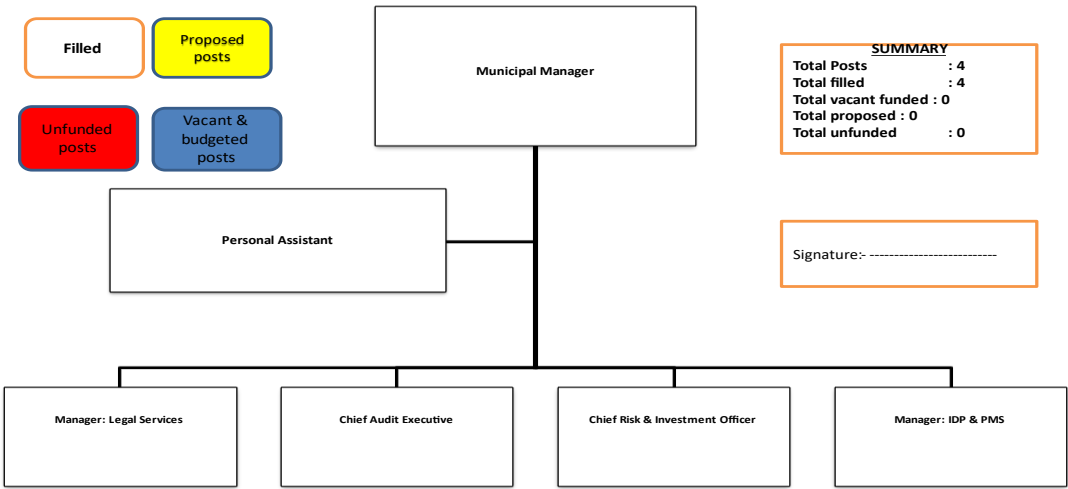 Filled
Proposed
posts
Unfunded
posts
Vacant &
budgeted
posts
Municipal Manager
SUMMARY
Total Posts : 4
Total filled : 4
Total vacant funded : 0
Total proposed : 0
Total unfunded : 0
Personal Assistant
Signature:- --------------------------
Manager: Legal Services
Chief Audit Executive
Chief Risk & Investment Officer
Manager: IDP & PMS